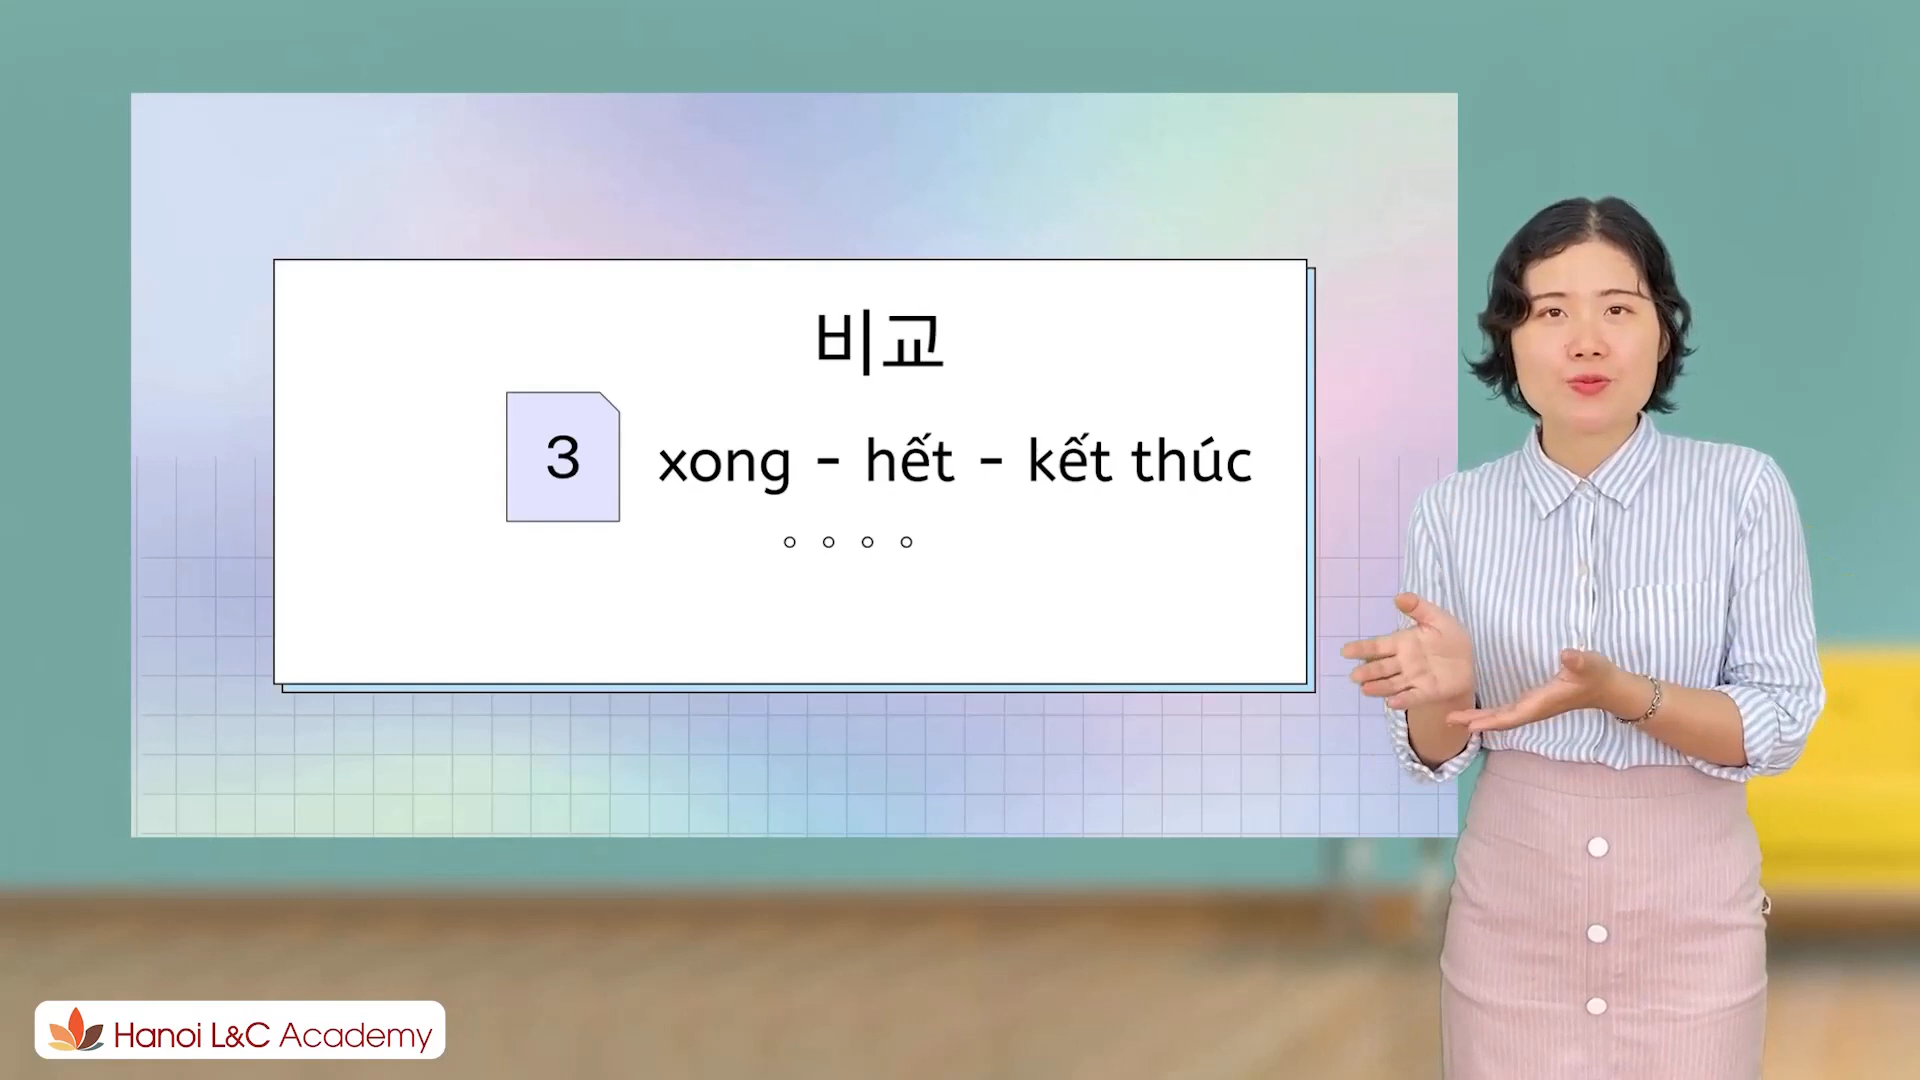 비교
3 xong - hết - kết thúc
Hanoi L&C Academy